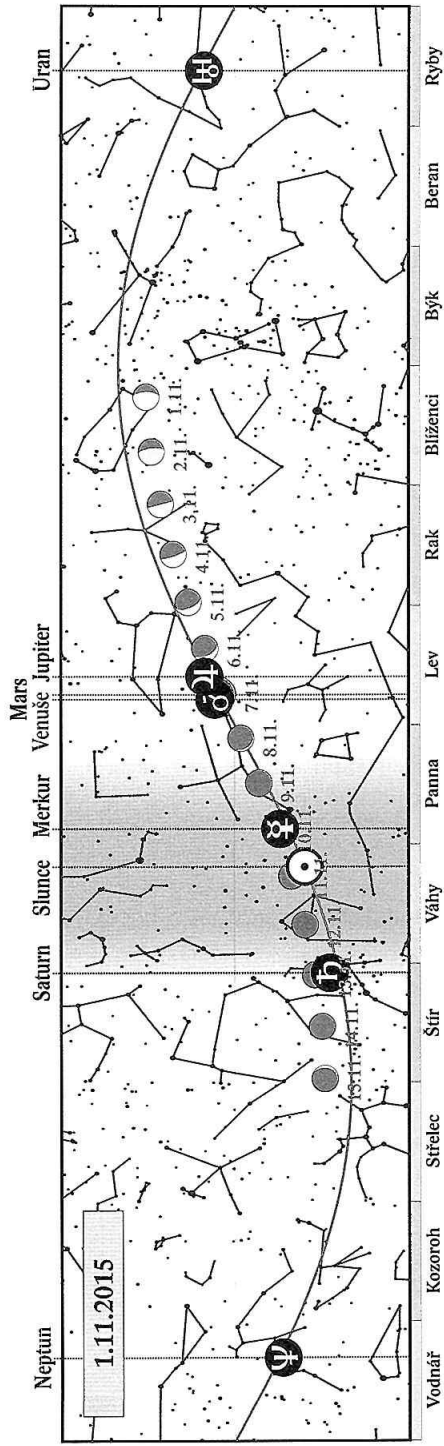 Neptun
Saturn
Slunce
Merkur
Mars
Venuše Jupiter
Uran
1.11.2015
1.11.
2.11.
3.11.
4.11.
5.11.
6.11.
7.11.
8.11.
9.11.
10.11.
12.11.
14.11.
15.11.
Vodnář
Kozoroh
Střelec
Štír
Váhy
Panna
Lev
Rak
Blíženci
Býk
Beran
Ryby